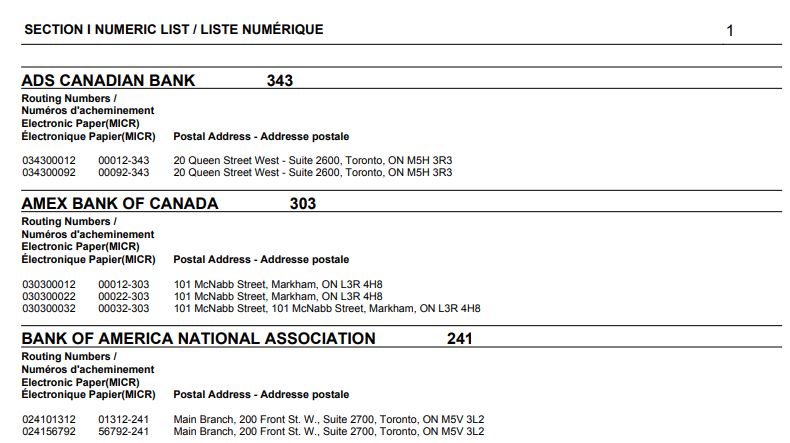 SECTION I NUMERIC LIST / LISTE NUMÉRIQUE 1
ADS CANADIAN BANK 343
Routing Numbers /
Numéros d'acheminement
Electronic Paper(MICR)
Électronique Papier(MICR) Postal Address - Addresse postale
034300012 00012-343 20 Queen Street West - Suite 2600, Toronto, ON M5H 3R3
034300092 00092-343 20 Queen Street West - Suite 2600, Toronto, ON M5H 3R3
AMEX BANK OF CANADA 303
Routing Numbers /
Numéros d'acheminement
Electronic Paper(MICR)
Électronique Papier(MICR) Postal Address - Addresse postale
030300012 00012-303 101 McNabb Street, Markham, ON L3R 4H8
030300022 00022-303 101 McNabb Street, Markham, ON L3R 4H8
030300032 00032-303 101 McNabb Street, 101 McNabb Street, Markham, ON L3R 4H8
BANK OF AMERICA NATIONAL ASSOCIATION 241
Routing Numbers /
Numéros d'acheminement
Electronic Paper(MICR)
Électronique Papier(MICR) Postal Address - Addresse postale
024101312 01312-241 Main Branch, 200 Front St. W., Suite 2700, Toronto, ON M5V 3L2
024156792 56792-241 Main Branch, 200 Front St. W., Suite 2700, Toronto, ON M5V 3L2